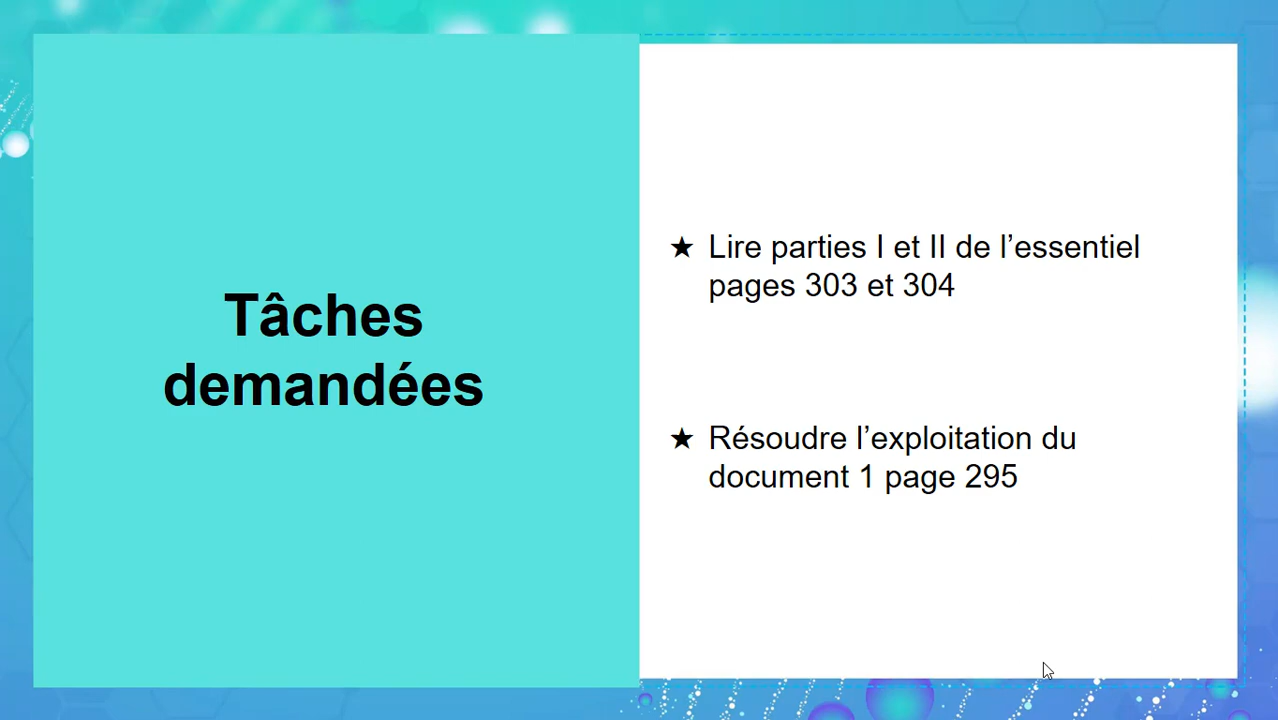 Tâches
demandées
★ Lire parties I et II de l’essentiel
pages 303 et 304
★ Résoudre l’exploitation du
document 1 page 295